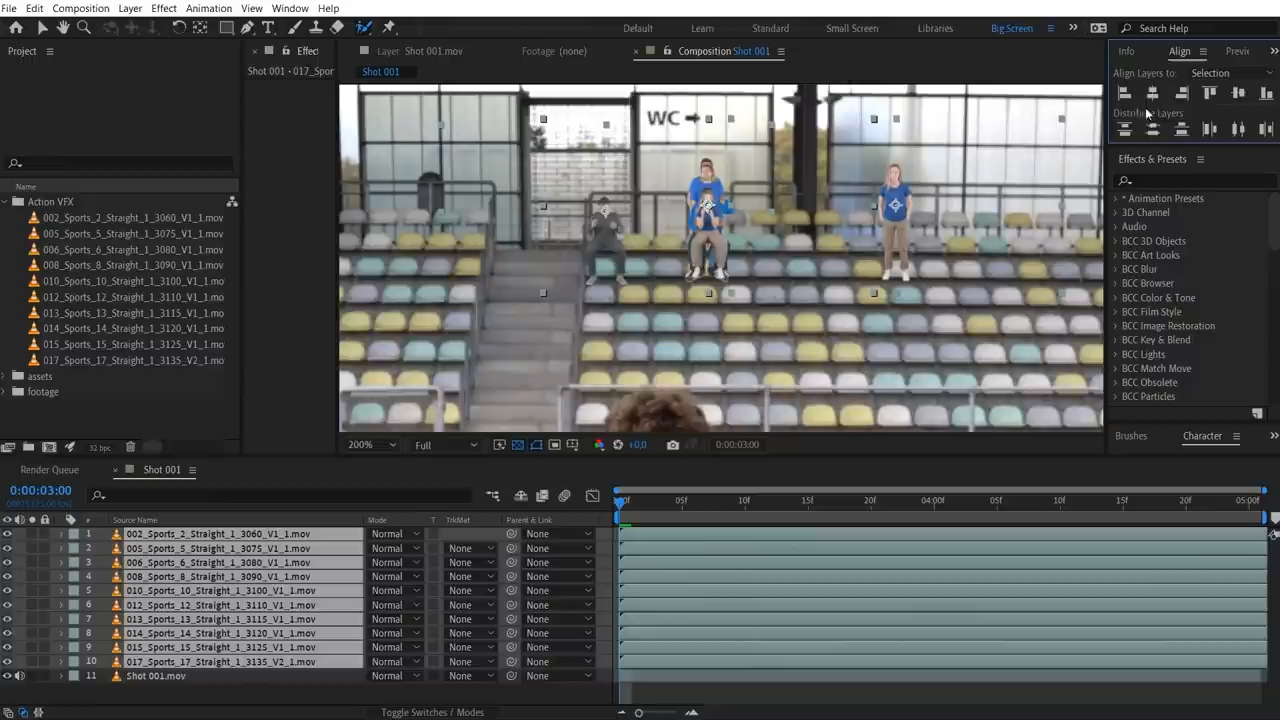 File Edit Composition Layer Effect Animation View Window Help
Default Learn Standard Small Screen Libraries Big Screen Search Help
Project
Effect
Layer Shot 001.mov
Footage (none)
Composition Shot 001
Info Align Previ
Shot 001 • 017_Spor
Shot 001
Align Layers to: Selection
Distribute Layers
WC
Effects & Presets
* Animation Presets
3D Channel
Audio
BCC 3D Objects
BCC Art Looks
BCC Blur
BCC Browser
BCC Color & Tone
BCC Film Style
BCC Image Restoration
BCC Key & Blend
BCC Lights
BCC Match Move
BCC Obsolete
BCC Particles
Name
Action VFX
002_Sports_2_Straight_1_3060_V1_1.mov
005_Sports_5_Straight_1_3075_V1_1.mov
006_Sports_6_Straight_1_3080_V1_1.mov
008_Sports_8_Straight_1_3090_V1_1.mov
010_Sports_10_Straight_1_3100_V1_1.mov
012_Sports_12_Straight_1_3110_V1_1.mov
013_Sports_13_Straight_1_3115_V1_1.mov
014_Sports_14_Straight_1_3120_V1_1.mov
015_Sports_15_Straight_1_3125_V1_1.mov
017_Sports_17_Straight_1_3135_V2_1.mov
assets
footage
32 bpc
200% Full +0,0 0:00:03:00
Brushes Character
Render Queue Shot 001
0:00:03:00
05f 10f 15f 20f 04:00f 05f 10f 15f 20f 05:00f
# Source Name Mode T TrkMat Parent & Link
1 002_Sports_2_Straight_1_3060_V1_1.mov Normal None
2 005_Sports_5_Straight_1_3075_V1_1.mov Normal None None
3 006_Sports_6_Straight_1_3080_V1_1.mov Normal None None
4 008_Sports_8_Straight_1_3090_V1_1.mov Normal None None
5 010_Sports_10_Straight_1_3100_V1_1.mov Normal None None
6 012_Sports_12_Straight_1_3110_V1_1.mov Normal None None
7 013_Sports_13_Straight_1_3115_V1_1.mov Normal None None
8 014_Sports_14_Straight_1_3120_V1_1.mov Normal None None
9 015_Sports_15_Straight_1_3125_V1_1.mov Normal None None
10 017_Sports_17_Straight_1_3135_V2_1.mov Normal None None
11 Shot 001.mov Normal None None
Toggle Switches / Modes